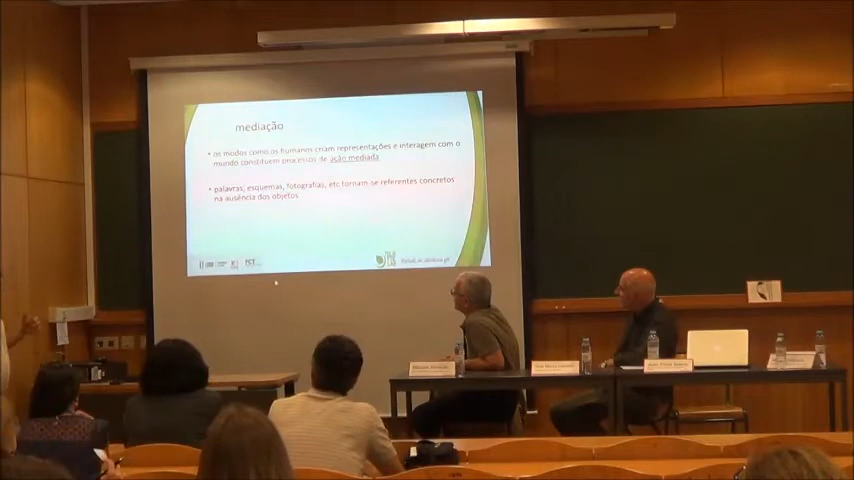 mediação
• os modos como os humanos criam representações e interagem com o
mundo constituem processos de ação mediada
• palavras, esquemas, fotografias, etc tornam-se referentes concretos
na ausência dos objetos
FCT